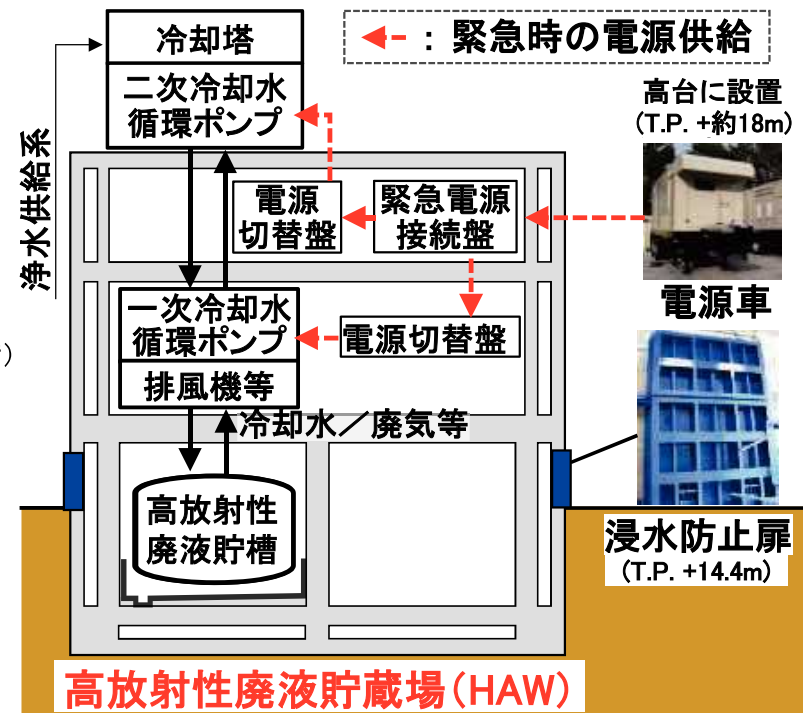 冷却塔
二次冷却水
循環ポンプ
：緊急時の電源供給
高台に設置
(T.P. +約18m)
浄水供給系
電源
切替盤
緊急電源
接続盤
電源車
一次冷却水
循環ポンプ
排風機等
電源切替盤
)
冷却水／廃気等
高放射性
廃液貯槽
浸水防止扉
(T.P. +14.4m)
高放射性廃液貯蔵場(HAW)